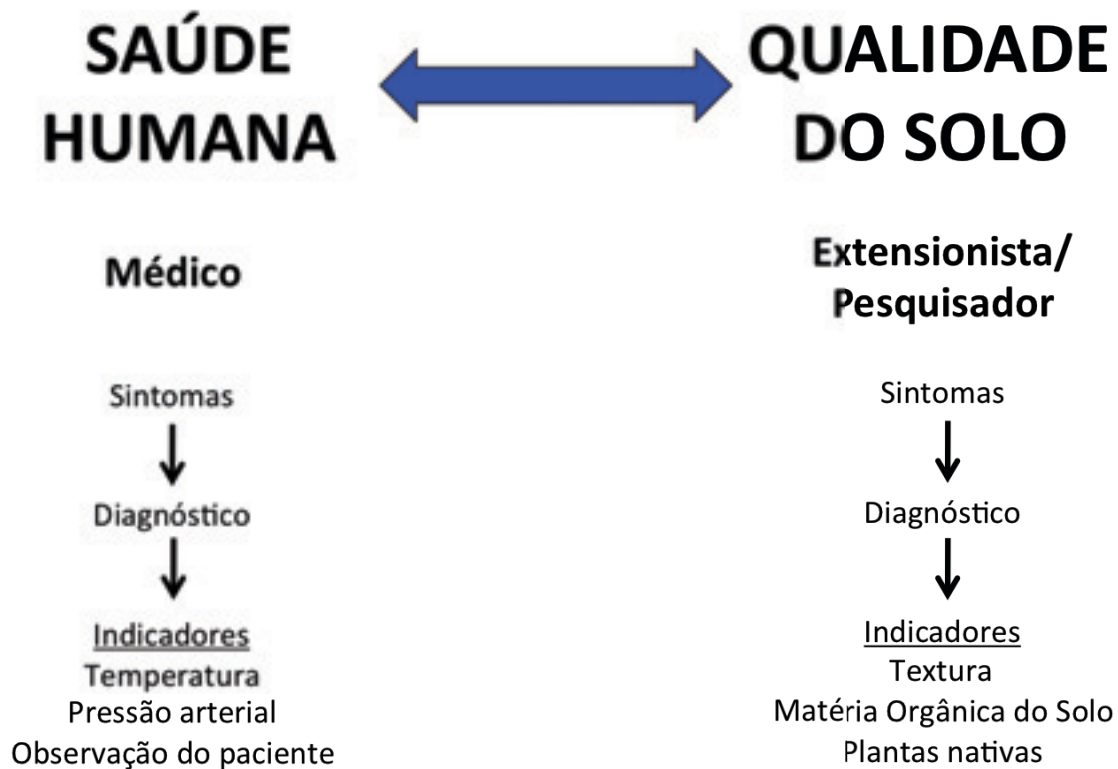 SAÚDE
HUMANA
Médico
Sintomas
Diagnóstico
Indicadores
Temperatura
Pressão arterial
Observação do paciente
QUALIDADE
DO SOLO
Extensionista/
Pesquisador
Sintomas
Diagnóstico
Indicadores
Textura
Matéria Orgânica do Solo
Plantas nativas